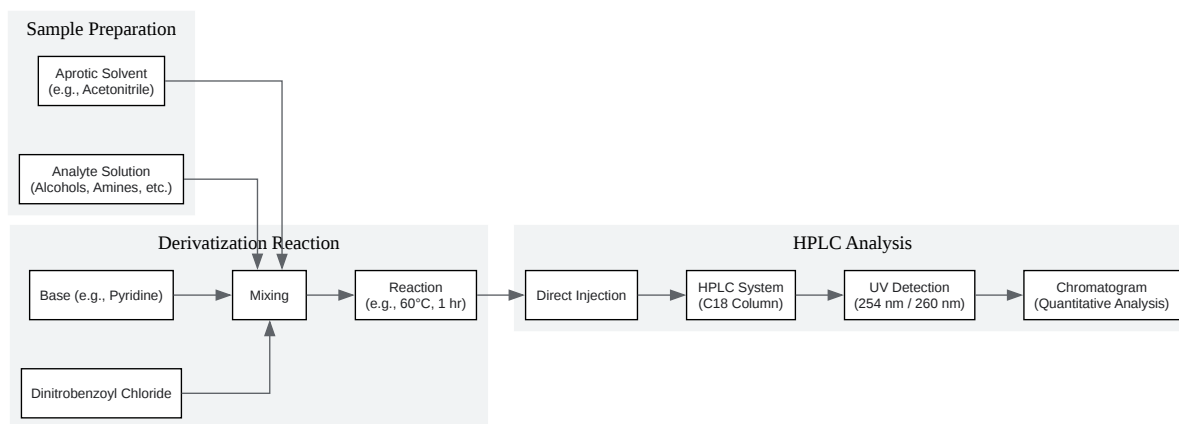 Sample Preparation
Aprotic Solvent
(e.g., Acetonitrile)
Analyte Solution
(Alcohols, Amines, etc.)
Derivatization Reaction
Base (e.g., Pyridine)
Mixing
Reaction
(e.g., 60°C, 1 hr)
Dinitrobenzoyl Chloride
HPLC Analysis
Direct Injection
HPLC System
(C18 Column)
UV Detection
(254 nm / 260 nm)
Chromatogram
(Quantitative Analysis)